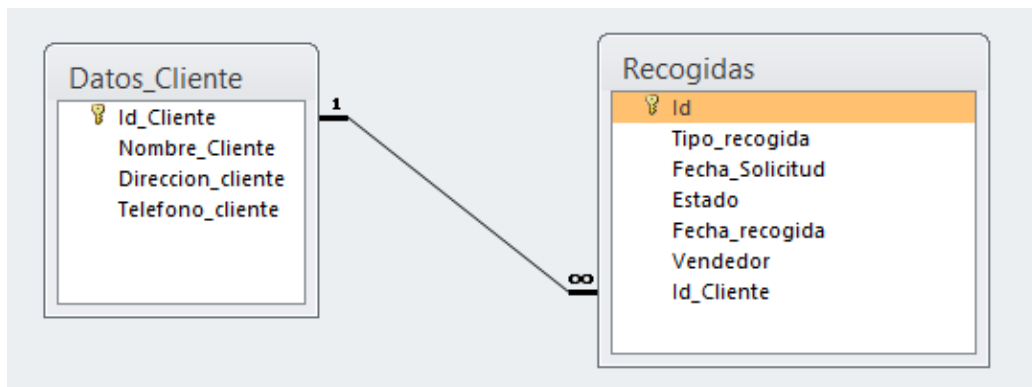 Datos_Cliente
Id_Cliente
Nombre_Cliente
Direccion_cliente
Telefono_cliente
1
∞
Recogidas
Id
Tipo_recogida
Fecha_Solicitud
Estado
Fecha_recogida
Vendedor
Id_Cliente